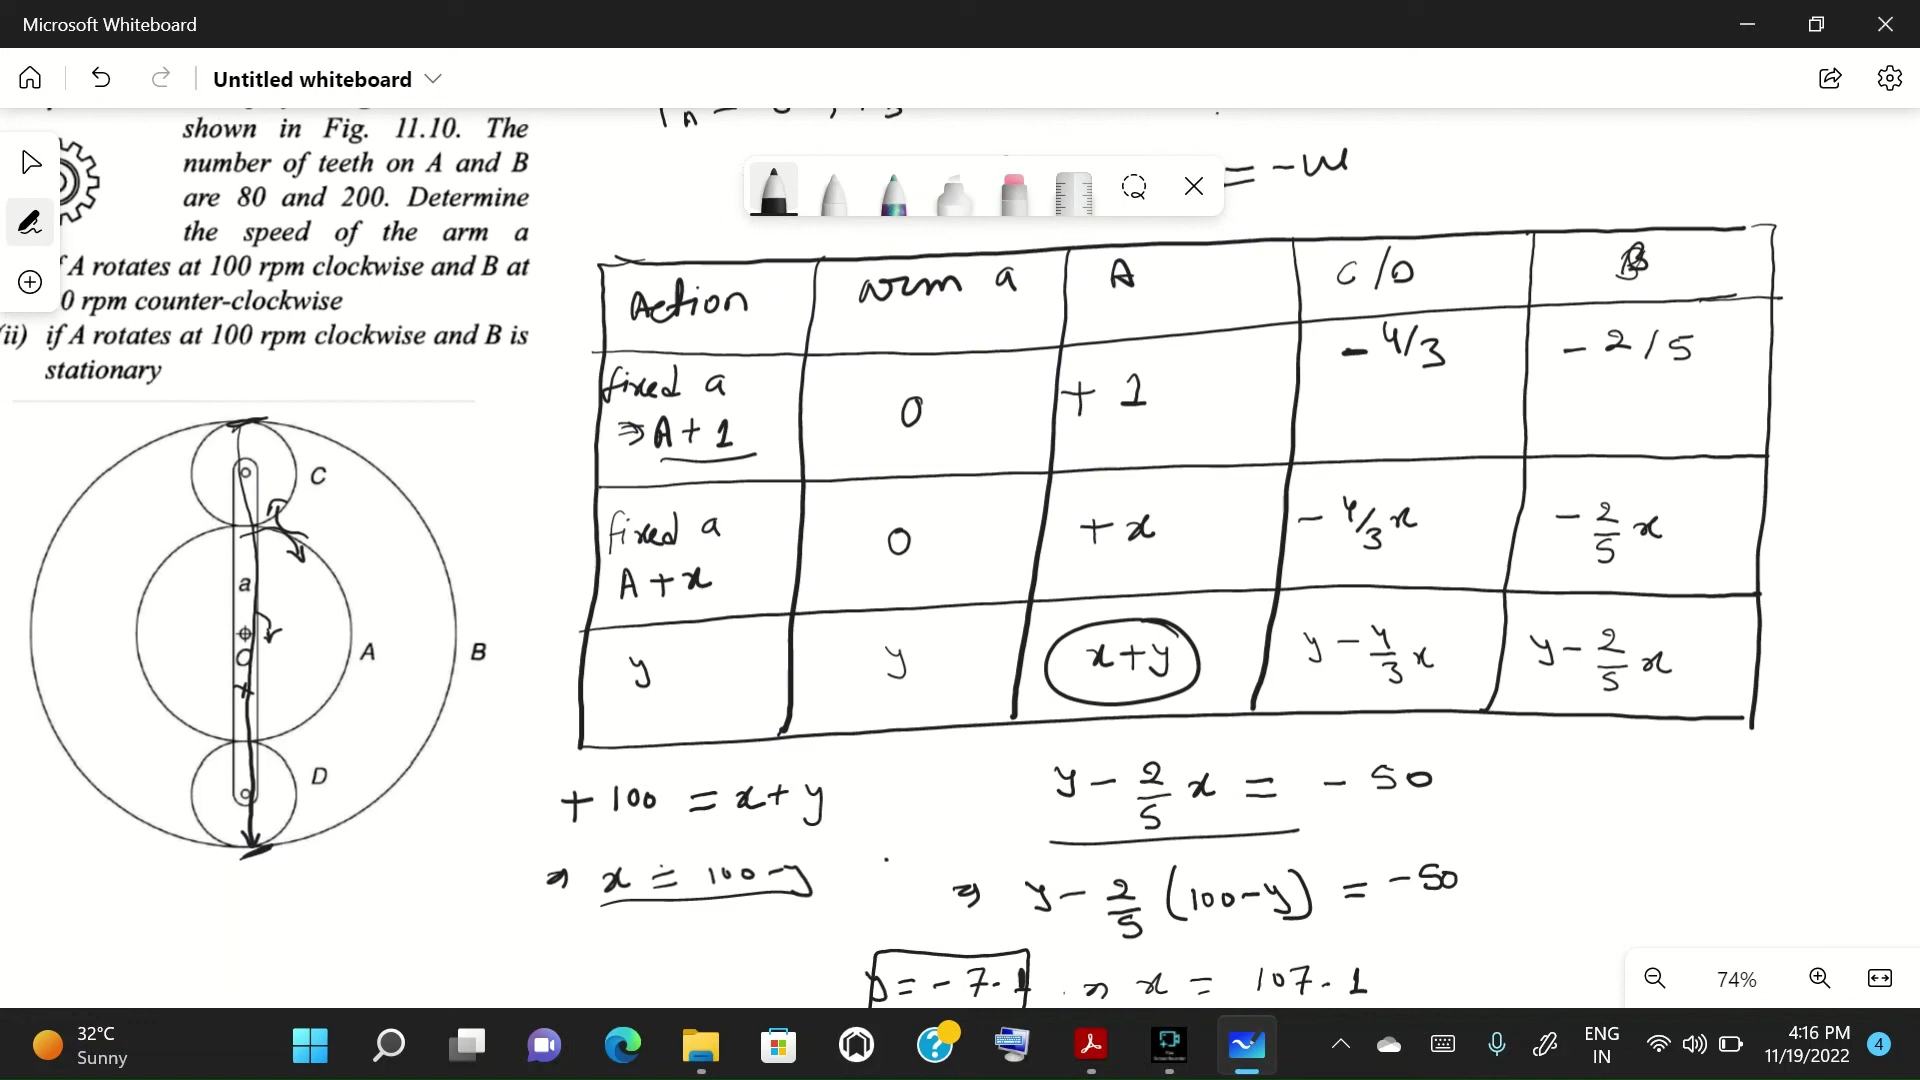 Microsoft Whiteboard
Untitled whiteboard
shown in Fig. 11.10. The
number of teeth on A and B
are 80 and 200. Determine
the speed of the arm a
A rotates at 100 rpm clockwise and B at
0 rpm counter-clockwise
ii) if A rotates at 100 rpm clockwise and B is
stationary
C
a
O
A
B
D
Action arm a A C/D B
fixed a ⇒ A+1 0 +1 -4/3 -2/5
fixed a A+x 0 +x -4/3 x -2/5 x
y y x+y y-4/3 x y-2/5 x
+100 = x+y
⇒ x = 100-y
y - 2/5 x = -50
⇒ y - 2/5 (100-y) = -50
y = -7.1 ⇒ x = 107.1
74%
32°C
Sunny
ENG
IN
4:16 PM
11/19/2022
4